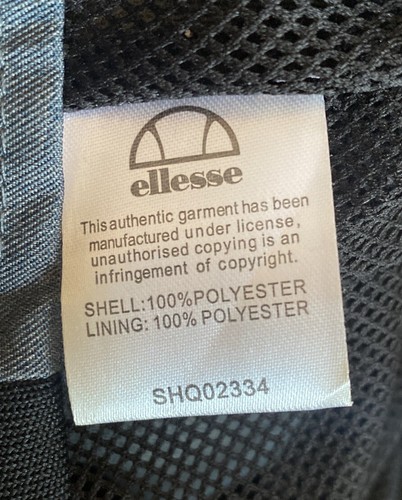 ellesse
This authentic garment has been
manufactured under license,
unauthorised copying is an
infringement of copyright.
SHELL:100%POLYESTER
LINING: 100% POLYESTER
SHQ02334